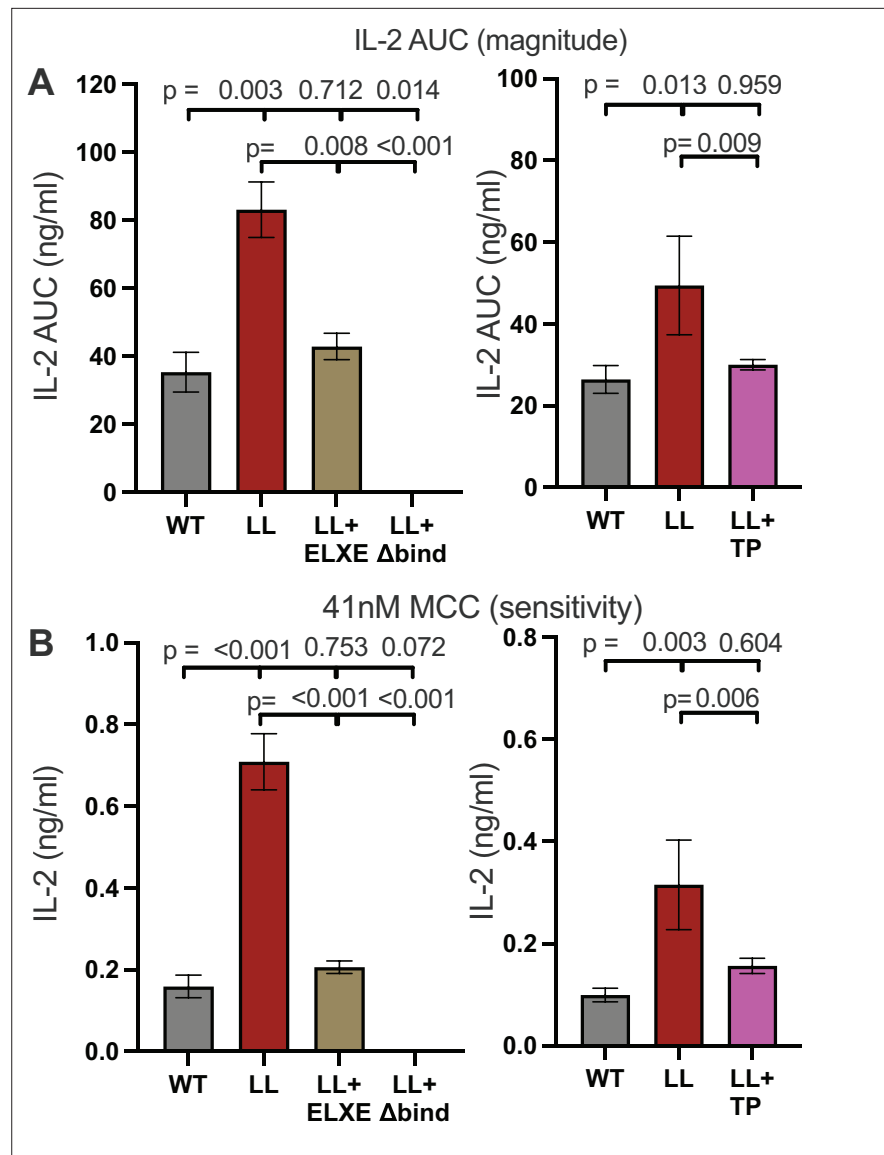 IL-2 AUC (magnitude)
A
p = 0.003 0.712 0.014
p= 0.008 <0.001
IL-2 AUC (ng/ml)
120
100
80
60
40
20
0
WT LL LL+ LL+
ELXE Δbind
p = 0.013 0.959
p= 0.009
IL-2 AUC (ng/ml)
100
80
60
40
20
0
WT LL LL+
TP
41nM MCC (sensitivity)
B
p = <0.001 0.753 0.072
p= <0.001 <0.001
IL-2 (ng/ml)
1.0
0.8
0.6
0.4
0.2
0.0
WT LL LL+ LL+
ELXE Δbind
p = 0.003 0.604
p= 0.006
IL-2 (ng/ml)
0.8
0.6
0.4
0.2
0.0
WT LL LL+
TP